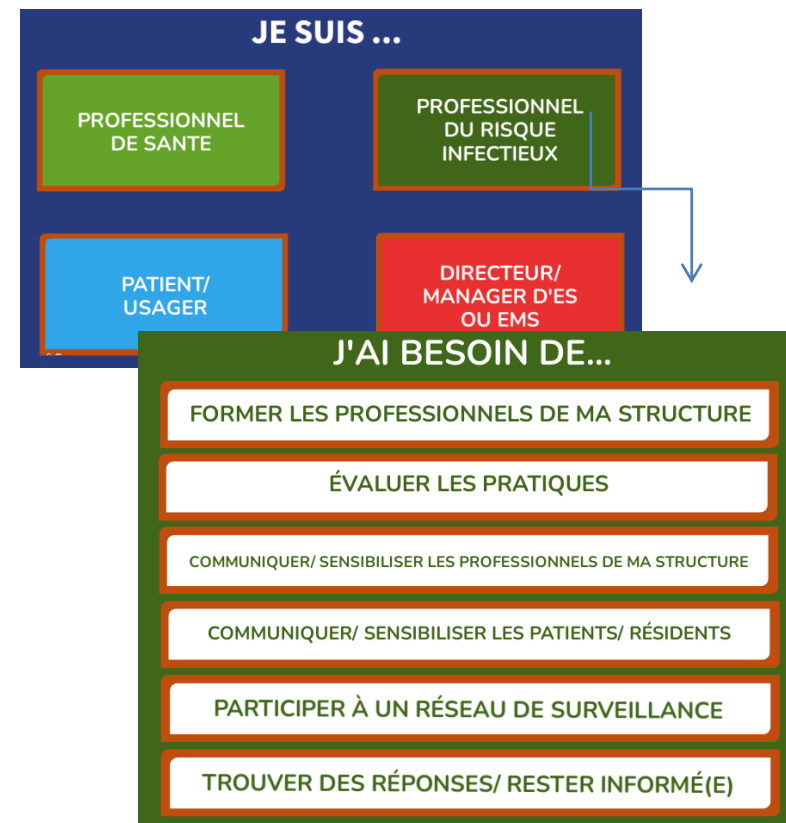 JE SUIS ...
PROFESSIONNEL
DE SANTE
PROFESSIONNEL
DU RISQUE
INFECTIEUX
PATIENT/
USAGER
DIRECTEUR/
MANAGER D'ES
OU EMS
J'AI BESOIN DE...
FORMER LES PROFESSIONNELS DE MA STRUCTURE
ÉVALUER LES PRATIQUES
COMMUNIQUER/ SENSIBILISER LES PROFESSIONNELS DE MA STRUCTURE
COMMUNIQUER/ SENSIBILISER LES PATIENTS/ RÉSIDENTS
PARTICIPER À UN RÉSEAU DE SURVEILLANCE
TROUVER DES RÉPONSES/ RESTER INFORMÉ(E)